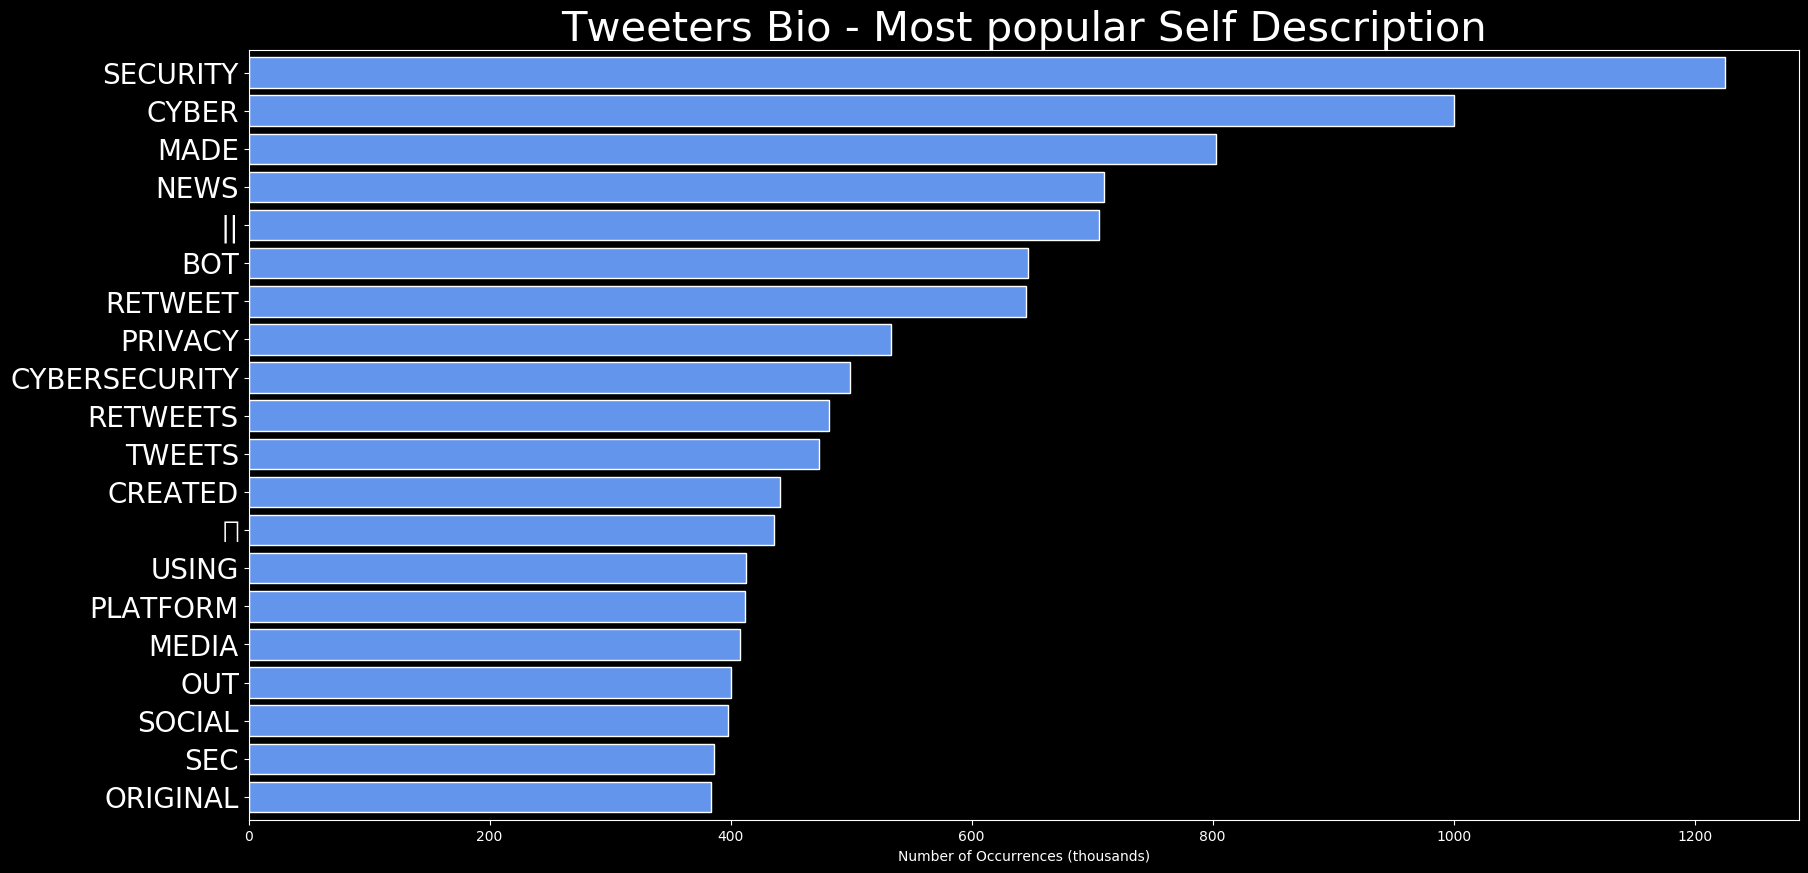 Tweeters Bio - Most popular Self Description
SECURITY
CYBER
MADE
NEWS
||
BOT
RETWEET
PRIVACY
CYBERSECURITY
RETWEETS
TWEETS
CREATED
USING
PLATFORM
MEDIA
OUT
SOCIAL
SEC
ORIGINAL
0 200 400 600 800 1000 1200
Number of Occurrences (thousands)